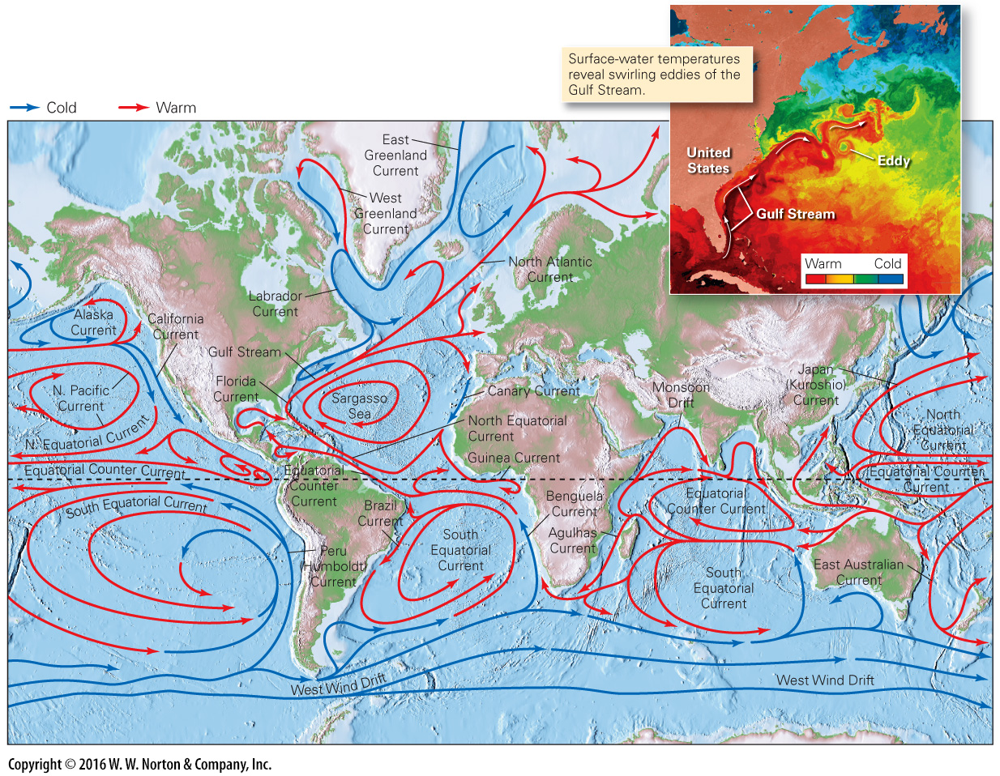 Surface-water temperatures
reveal swirling eddies of the
Gulf Stream.
Cold
Warm
United
States
Eddy
Gulf Stream
Warm
Cold
East
Greenland
Current
West
Greenland
Current
North Atlantic
Current
Labrador
Current
Alaska
Current
California
Current
Gulf Stream
Florida
Current
N. Pacific
Current
Sargasso
Sea
Canary Current
Monsoon
Drift
Japan
(Kuroshio)
Current
North Equatorial
Current
North
Equatorial
Current
N. Equatorial Current
Guinea Current
Equatorial Counter Current
Equatorial
Counter
Current
Equatorial Counter
Current
South Equatorial Current
Brazil
Current
Benguela
Current
Equatorial
Counter Current
Agulhas
Current
South
Equatorial
Current
Peru
(Humboldt)
Current
South
Equatorial
Current
East Australian
Current
West Wind Drift
West Wind Drift
Copyright © 2016 W. W. Norton & Company, Inc.